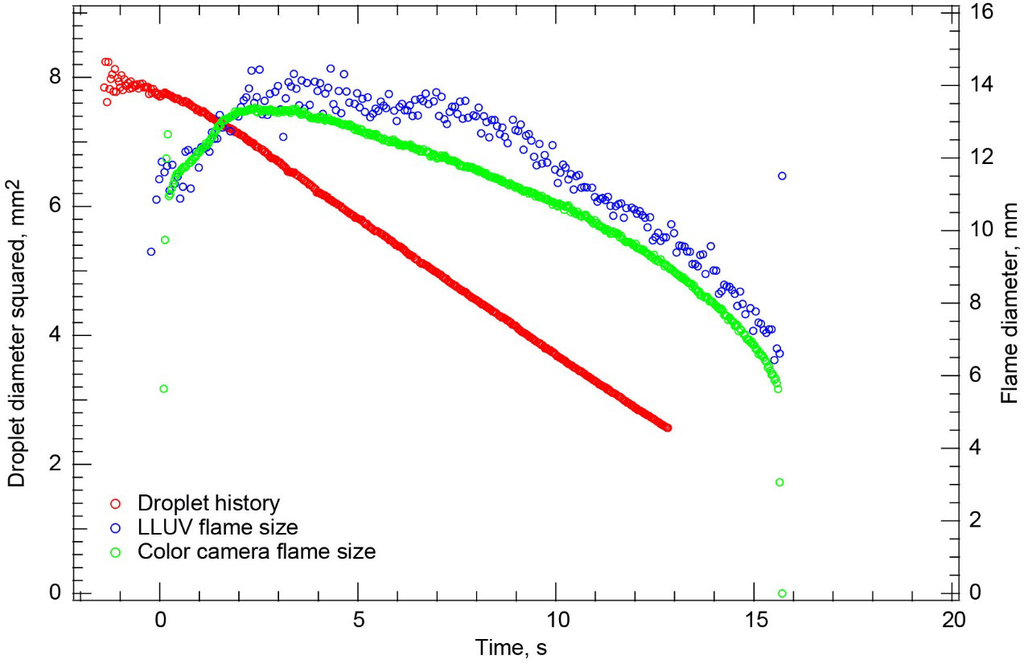 16
14
12
10
8
6
4
2
0
8
6
4
2
0
Droplet diameter squared, mm2
Flame diameter, mm
Droplet history
LLUV flame size
Color camera flame size
0 5 10 15 20
Time, s